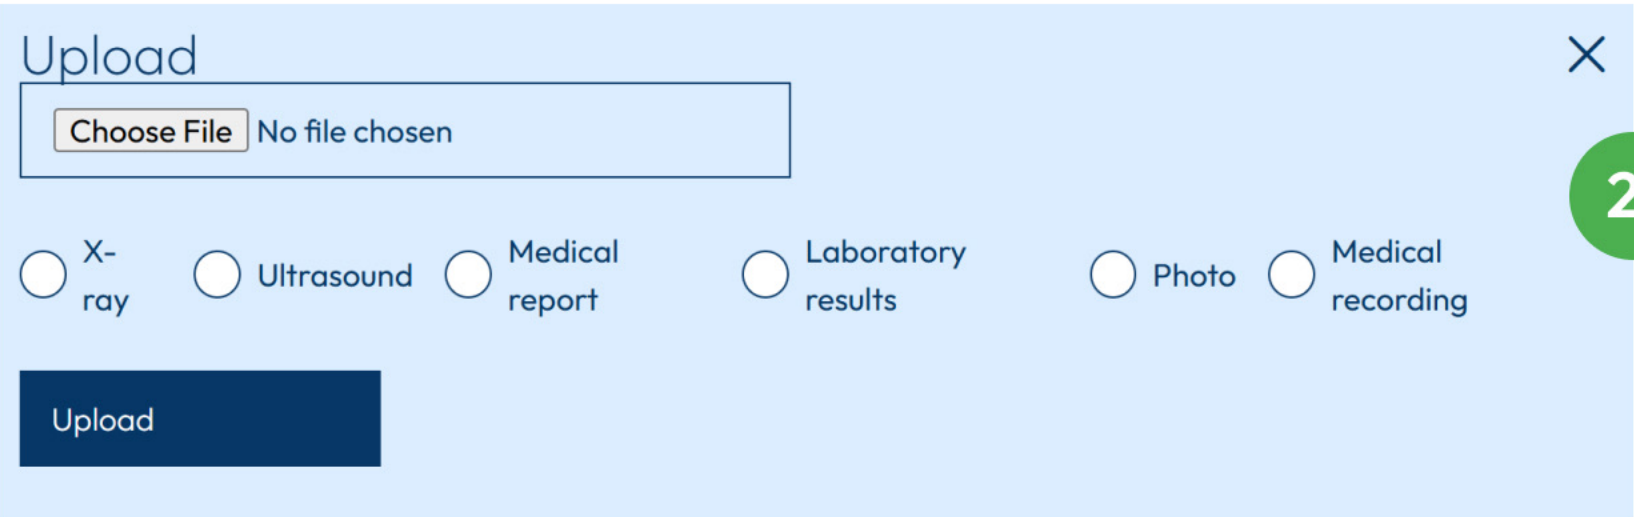 Upload
Choose File No file chosen
2
X-
ray
Ultrasound
Medical
report
Laboratory
results
Photo
Medical
recording
Upload